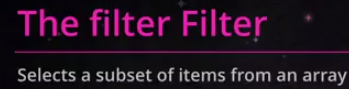 The filter Filter
Selects a subset of items from an array